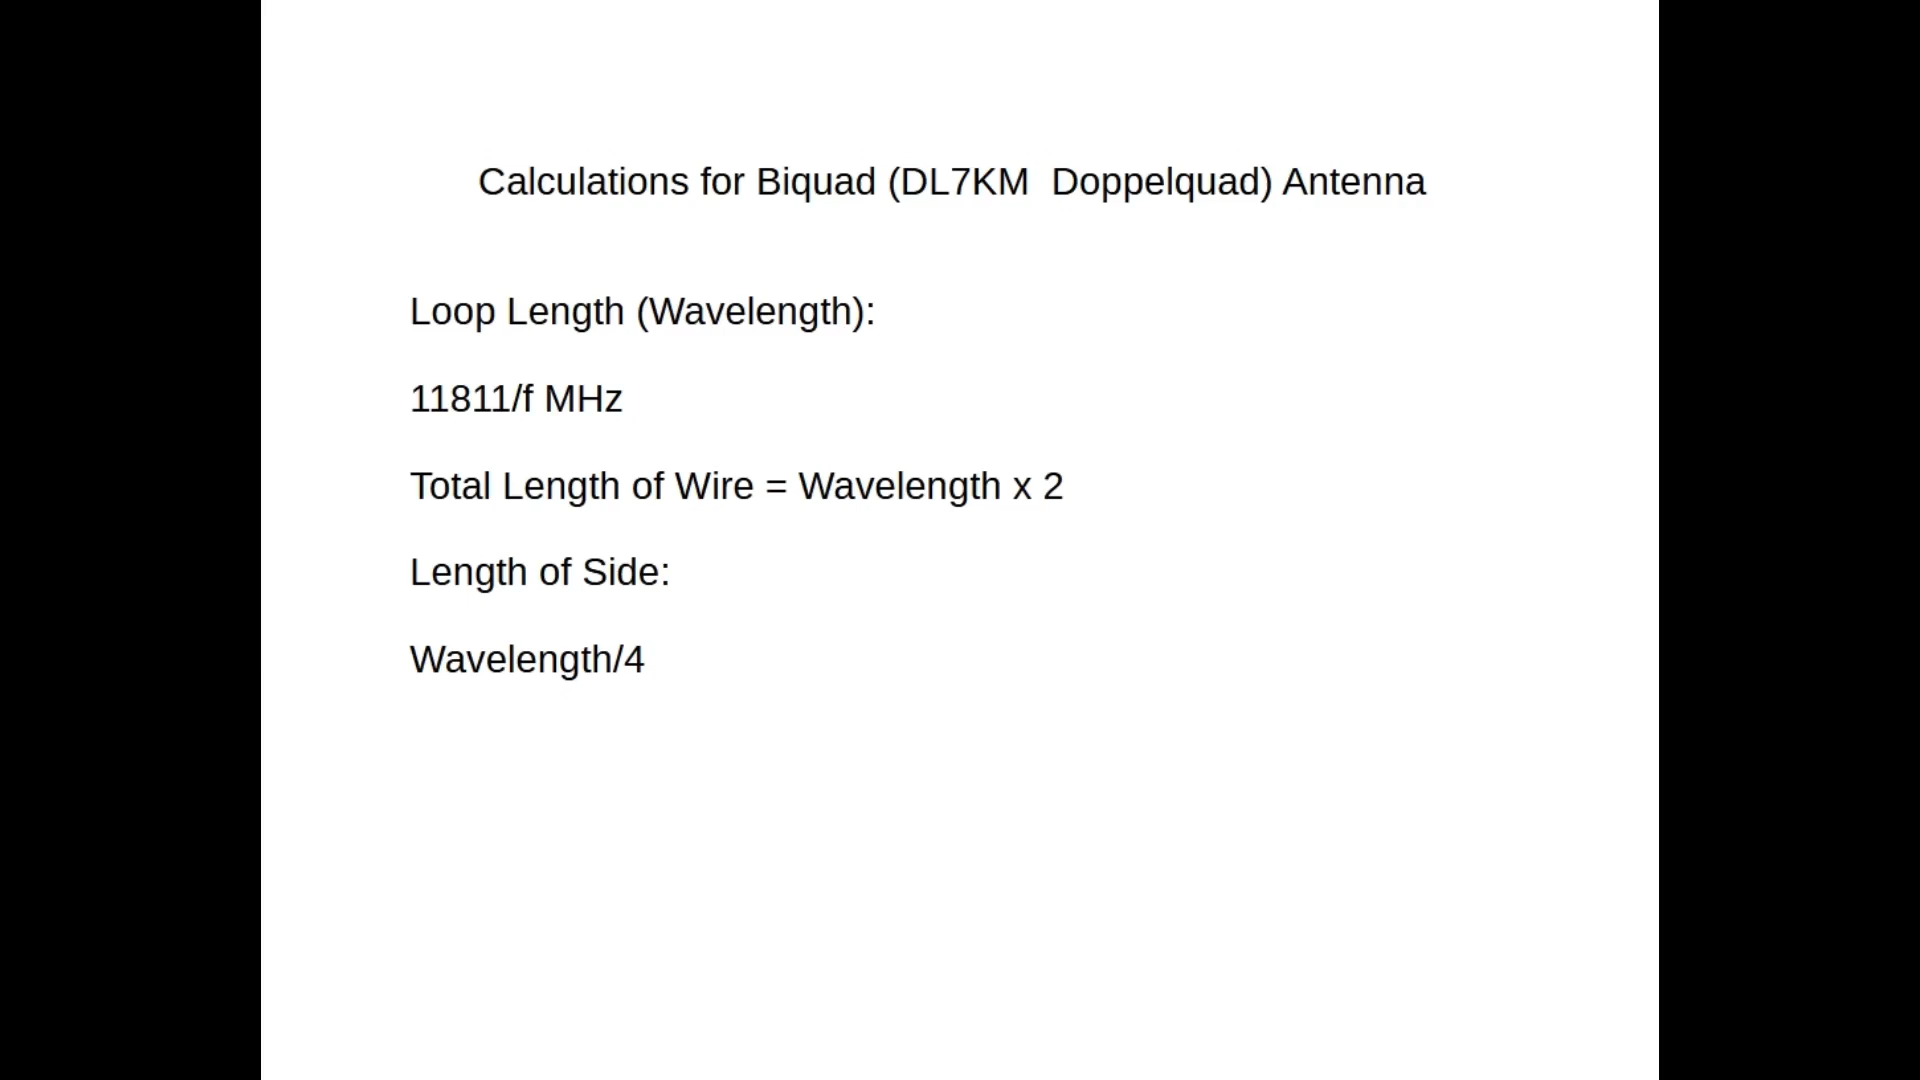 Calculations for Biquad (DL7KM  Doppelquad) Antenna
Loop Length (Wavelength):
11811/f MHz
Total Length of Wire = Wavelength x 2
Length of Side:
Wavelength/4